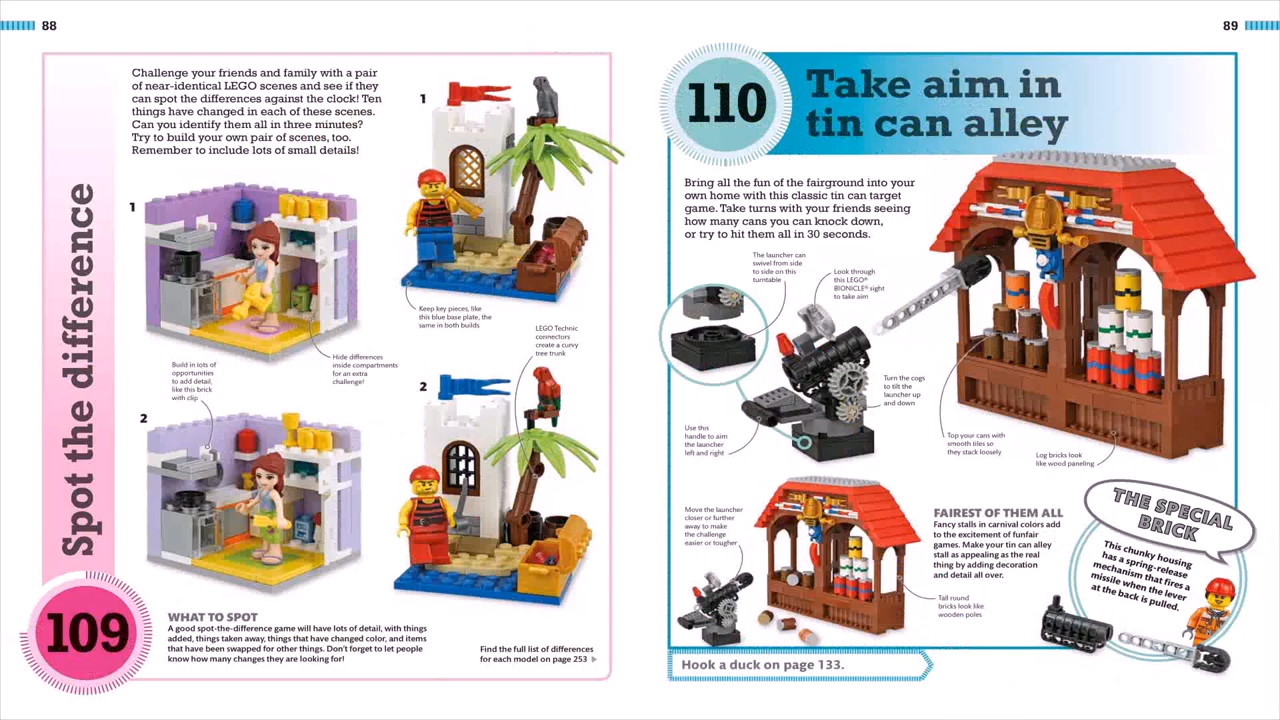 88
Spot the difference
109
Challenge your friends and family with a pair
of near-identical LEGO scenes and see if they
can spot the differences against the clock! Ten
things have changed in each of these scenes.
Can you identify them all in three minutes?
Try to build your own pair of scenes, too.
Remember to include lots of small details!
1
1
Keep key pieces, like
this blue base plate, the
same in both builds
LEGO Technic
connectors
create a curvy
tree trunk
Hide differences
inside compartments
for an extra
challenge!
Build in lots of
opportunities
to add detail,
like this brick
with clip
2
2
WHAT TO SPOT
A good spot-the-difference game will have lots of detail, with things
added, things taken away, things that have changed color, and items
that have been swapped for other things. Don't forget to let people
know how many changes they are looking for!
Find the full list of differences
for each model on page 253
89
110
Take aim in
tin can alley
Bring all the fun of the fairground into your
own home with this classic tin can target
game. Take turns with your friends seeing
how many cans you can knock down,
or try to hit them all in 30 seconds.
The launcher can
swivel from side
to side on this
turntable
Look through
this LEGO®
BIONICLE® sight
to take aim
Turn the cogs
to tilt the
launcher up
and down
Use this
handle to aim
the launcher
left and right
Top your cans with
smooth tiles so
they stack loosely
Log bricks look
like wood paneling
Move the launcher
closer or further
away to make
the challenge
easier or tougher
FAIREST OF THEM ALL
Fancy stalls in carnival colors add
to the excitement of funfair
games. Make your tin can alley
stall as appealing as the real
thing by adding decoration
and detail all over.
Tall round
bricks look like
wooden poles
THE SPECIAL
BRICK
This chunky housing
has a spring-release
mechanism that fires a
missile when the lever
at the back is pulled.
Hook a duck on page 133.